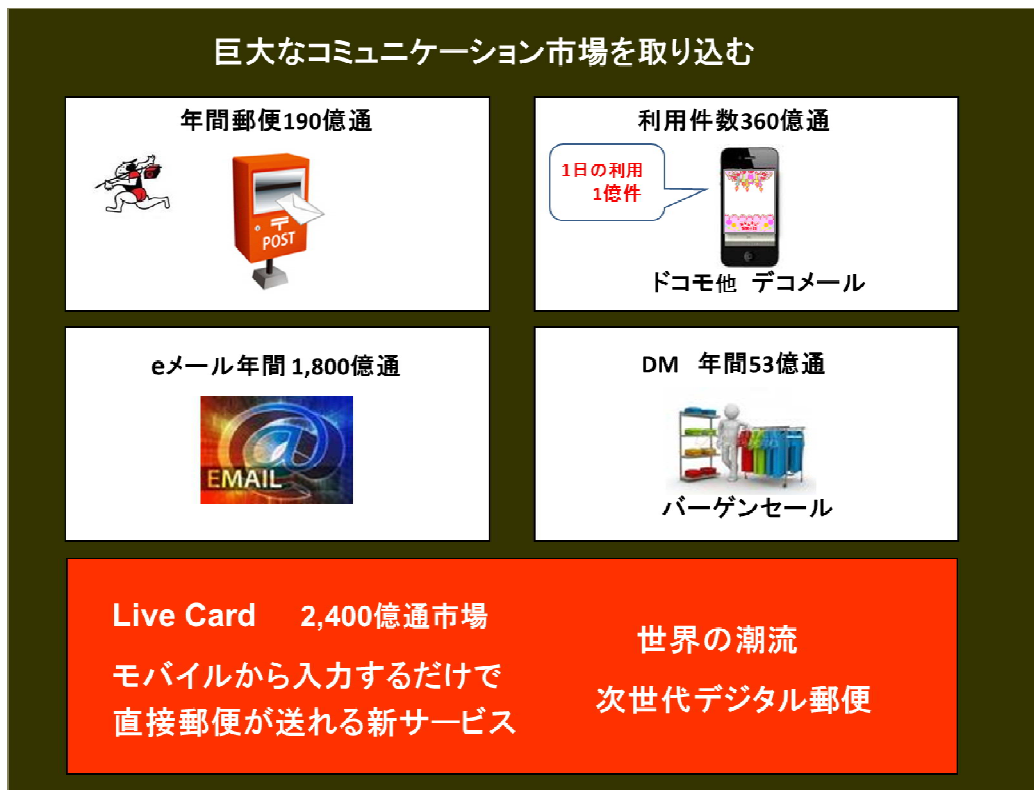 巨大なコミュニケーション市場を取り込む
年間郵便190億通
POST
利用件数360億通
1日の利用
1億件
ドコモ他 デコメール
eメール年間 1,800億通
EMAIL
DM 年間53億通
バーゲンセール
Live Card 2,400億通市場
モバイルから入力するだけで
直接郵便が送れる新サービス
世界の潮流
次世代デジタル郵便